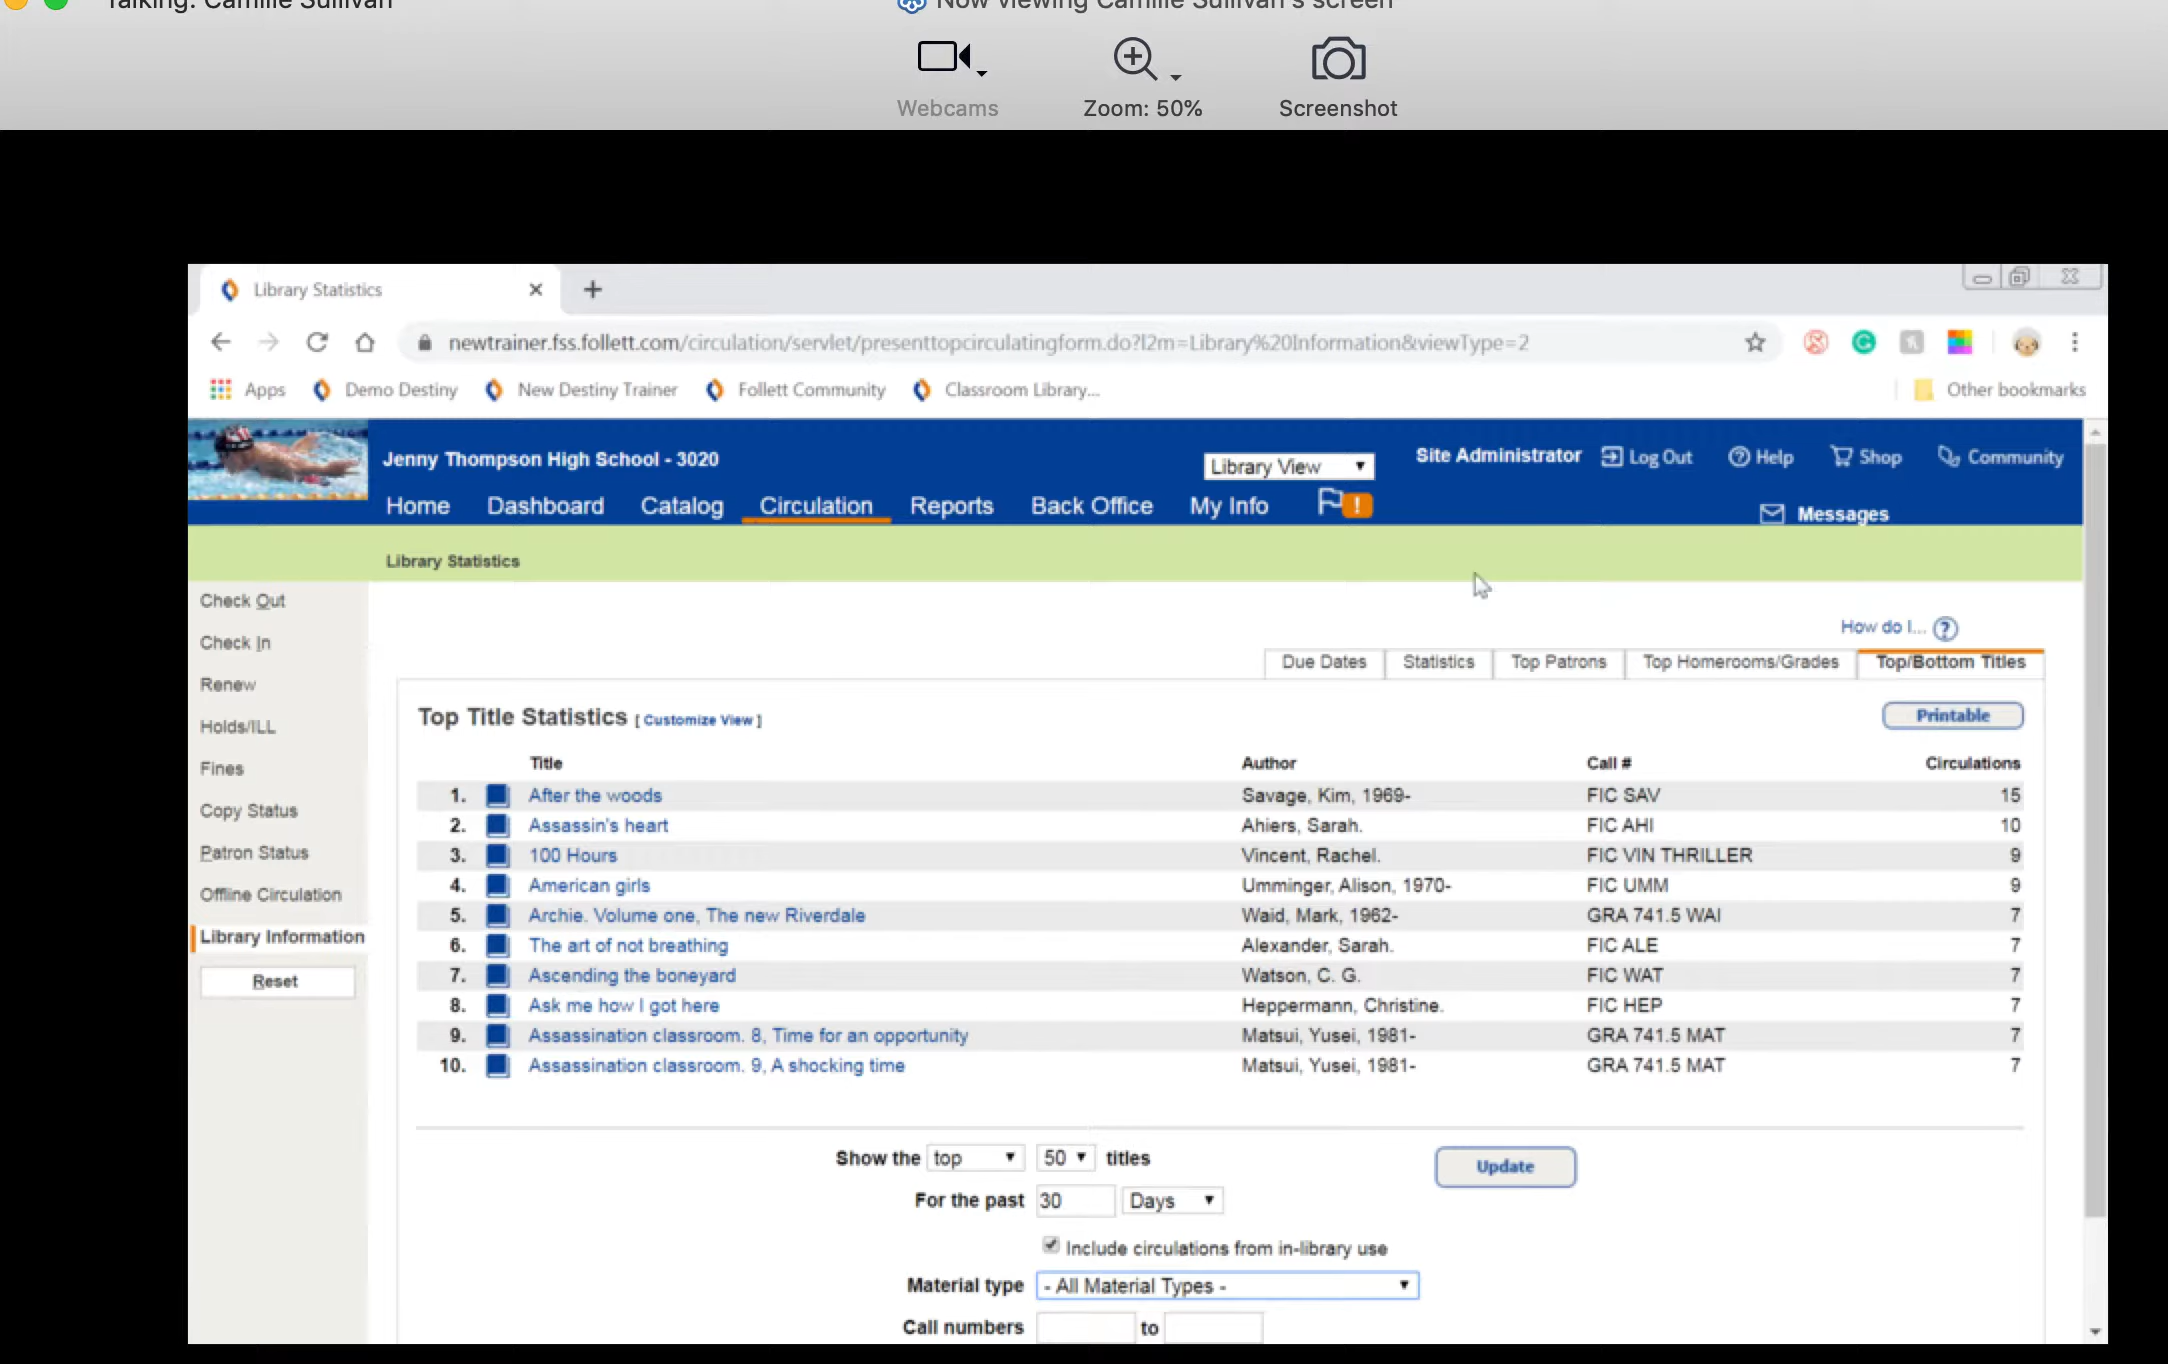 Talking: Camille Sullivan
Now viewing Camille Sullivan's screen
Webcams
Zoom: 50%
Screenshot
Library Statistics
newtrainer.fss.follett.com/circulation/servlet/presenttopcirculatingform.do?l2m=Library%20Information&viewType=2
Apps Demo Destiny New Destiny Trainer Follett Community Classroom Library... Other bookmarks
Jenny Thompson High School - 3020
Library View
Site Administrator Log Out Help Shop Community
Home Dashboard Catalog Circulation Reports Back Office My Info !
Messages
Library Statistics
Check Out
Check In
Renew
Holds/ILL
Fines
Copy Status
Patron Status
Offline Circulation
Library Information
Reset
How do I... ?
Due Dates Statistics Top Patrons Top Homerooms/Grades Top/Bottom Titles
Top Title Statistics [ Customize View ]
Printable
Title Author Call # Circulations
1. After the woods Savage, Kim, 1969- FIC SAV 15
2. Assassin's heart Ahiers, Sarah. FIC AHI 10
3. 100 Hours Vincent, Rachel. FIC VIN THRILLER 9
4. American girls Umminger, Alison, 1970- FIC UMM 9
5. Archie. Volume one, The new Riverdale Waid, Mark, 1962- GRA 741.5 WAI 7
6. The art of not breathing Alexander, Sarah. FIC ALE 7
7. Ascending the boneyard Watson, C. G. FIC WAT 7
8. Ask me how I got here Heppermann, Christine. FIC HEP 7
9. Assassination classroom. 8, Time for an opportunity Matsui, Yusei, 1981- GRA 741.5 MAT 7
10. Assassination classroom. 9, A shocking time Matsui, Yusei, 1981- GRA 741.5 MAT 7
Show the top 50 titles
Update
For the past 30 Days
Include circulations from in-library use
Material type - All Material Types -
Call numbers to